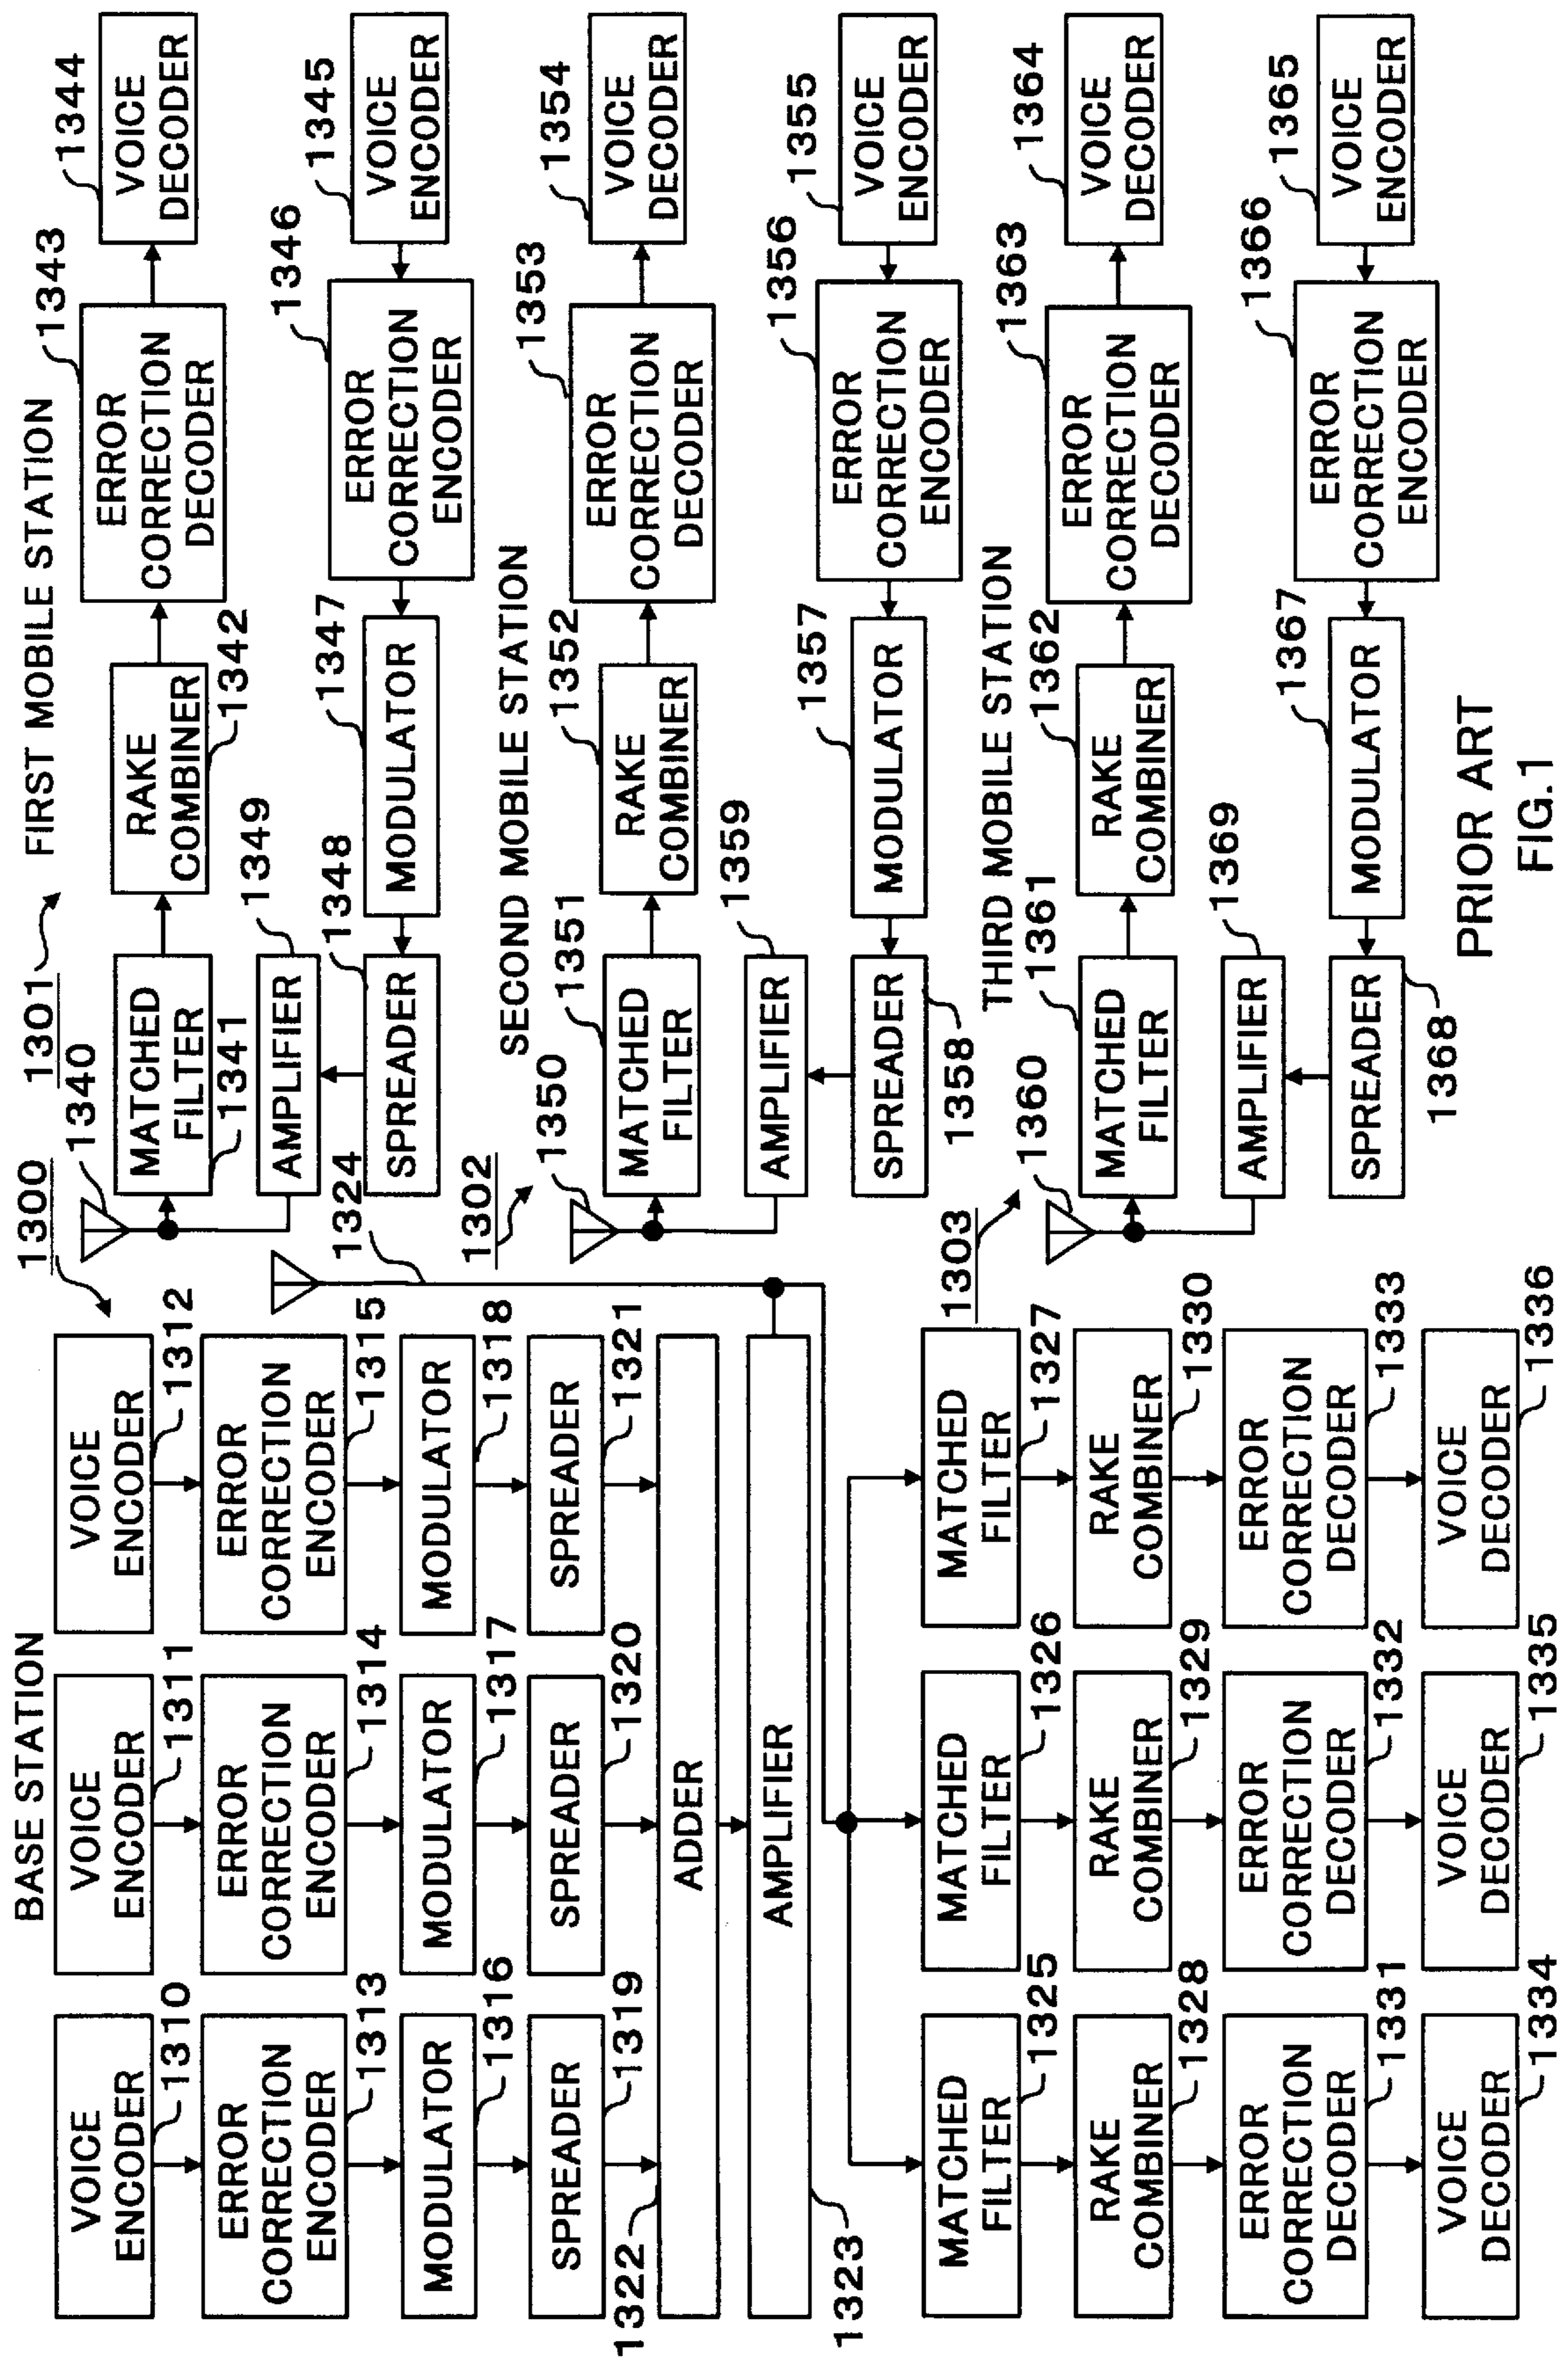 BASE STATION
1300
VOICE
ENCODER
1310
VOICE
ENCODER
1311
VOICE
ENCODER
1312
ERROR
CORRECTION
ENCODER
1313
ERROR
CORRECTION
ENCODER
1314
ERROR
CORRECTION
ENCODER
1315
MODULATOR
1316
MODULATOR
1317
MODULATOR
1318
SPREADER
1319
SPREADER
1320
SPREADER
1321
1322
ADDER
AMPLIFIER
1323
1324
MATCHED
FILTER
1325
MATCHED
FILTER
1326
MATCHED
FILTER
1327
RAKE
COMBINER
1328
RAKE
COMBINER
1329
RAKE
COMBINER
1330
ERROR
CORRECTION
DECODER
1331
ERROR
CORRECTION
DECODER
1332
ERROR
CORRECTION
DECODER
1333
VOICE
DECODER
1334
VOICE
DECODER
1335
VOICE
DECODER
1336
1301
FIRST MOBILE STATION
1340
MATCHED
FILTER
1341
RAKE
COMBINER
1342
ERROR
CORRECTION
DECODER
1343
VOICE
DECODER
1344
AMPLIFIER
1349
SPREADER
1348
MODULATOR
1347
ERROR
CORRECTION
ENCODER
1346
VOICE
ENCODER
1345
1302
SECOND MOBILE STATION
1350
MATCHED
FILTER
1351
RAKE
COMBINER
1352
ERROR
CORRECTION
DECODER
1353
VOICE
DECODER
1354
AMPLIFIER
1359
SPREADER
1358
MODULATOR
1357
ERROR
CORRECTION
ENCODER
1356
VOICE
ENCODER
1355
1303
THIRD MOBILE STATION
1360
MATCHED
FILTER
1361
RAKE
COMBINER
1362
ERROR
CORRECTION
DECODER
1363
VOICE
DECODER
1364
AMPLIFIER
1369
SPREADER
1368
MODULATOR
1367
ERROR
CORRECTION
ENCODER
1366
VOICE
ENCODER
1365
PRIOR ART
FIG.1